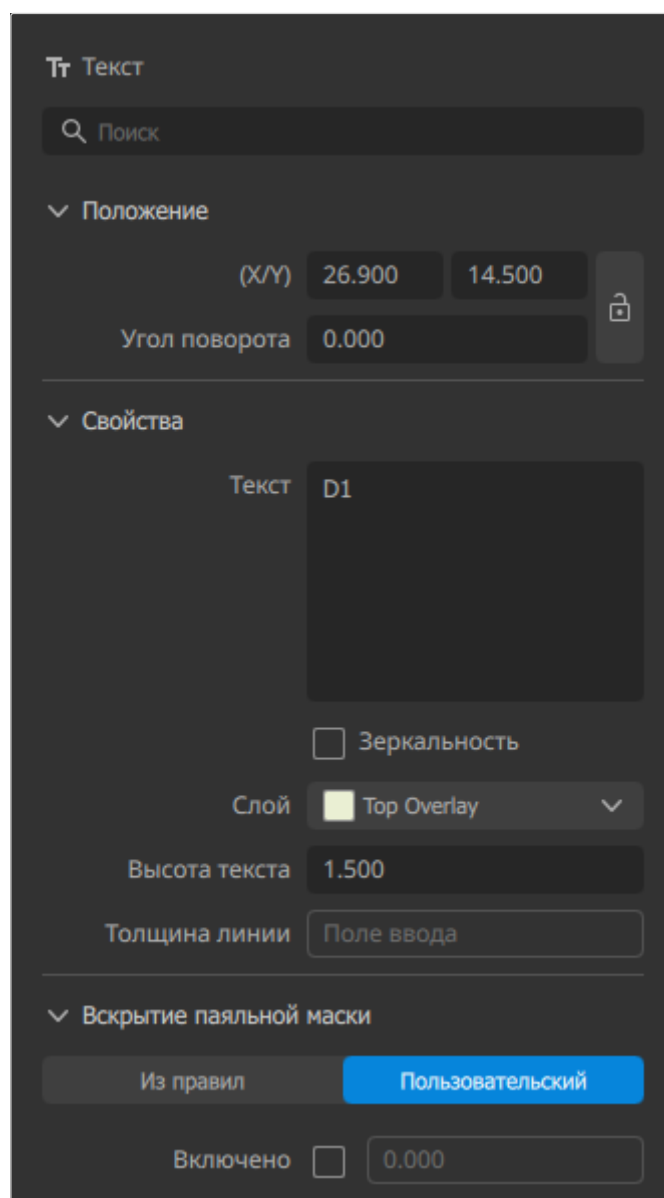 Текст
Поиск
Положение
(X/Y) 26.900 14.500
Угол поворота 0.000
Свойства
Текст D1
Зеркальность
Слой Top Overlay
Высота текста 1.500
Толщина линии Поле ввода
Вскрытие паяльной маски
Из правил Пользовательский
Включено 0.000